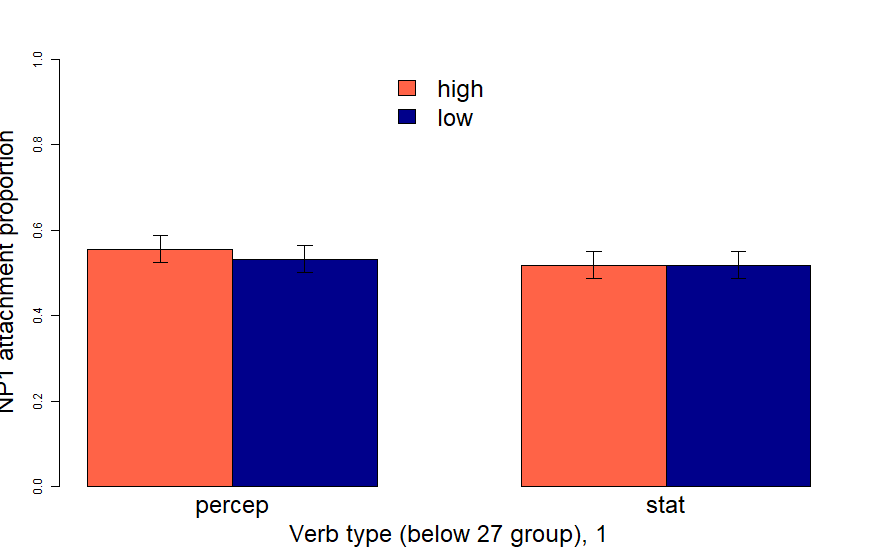 1.0
0.8
0.6
0.4
0.2
0.0
NP1 attachment proportion
high
low
percep
stat
Verb type (below 27 group), 1